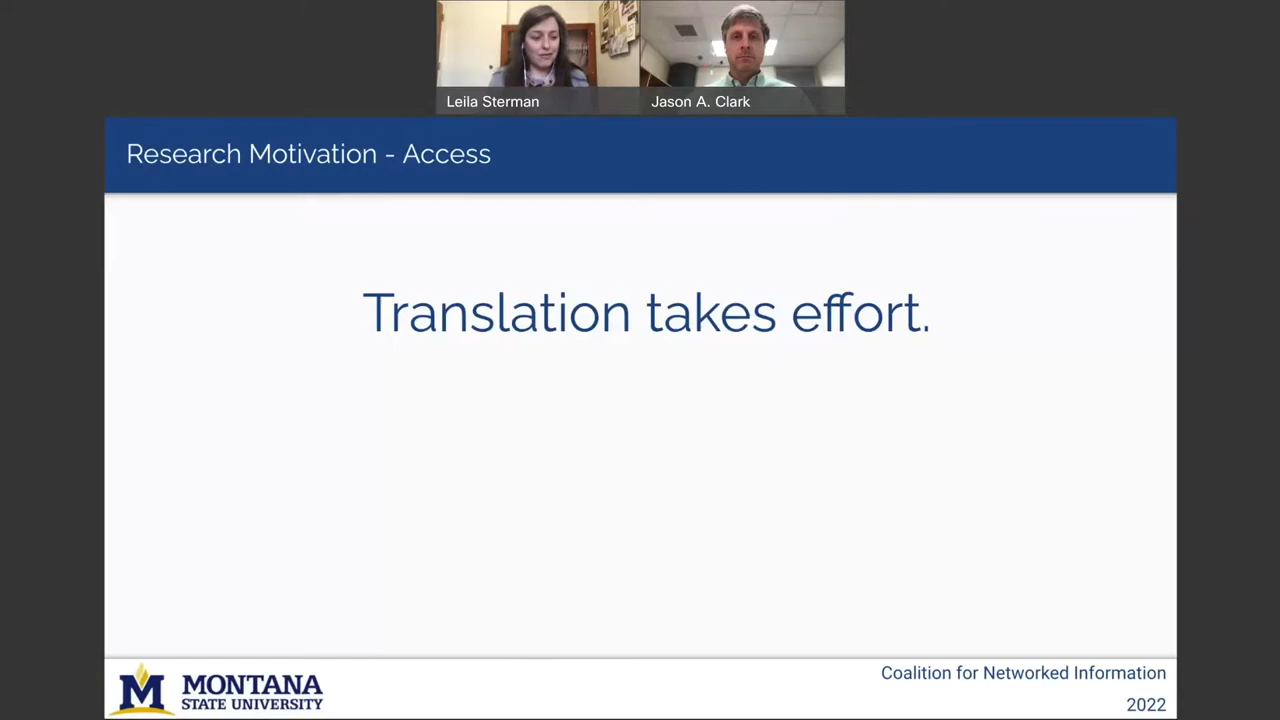 Leila Sterman
Jason A. Clark
Research Motivation - Access
Translation takes effort.
M MONTANA
STATE UNIVERSITY
Coalition for Networked Information
2022